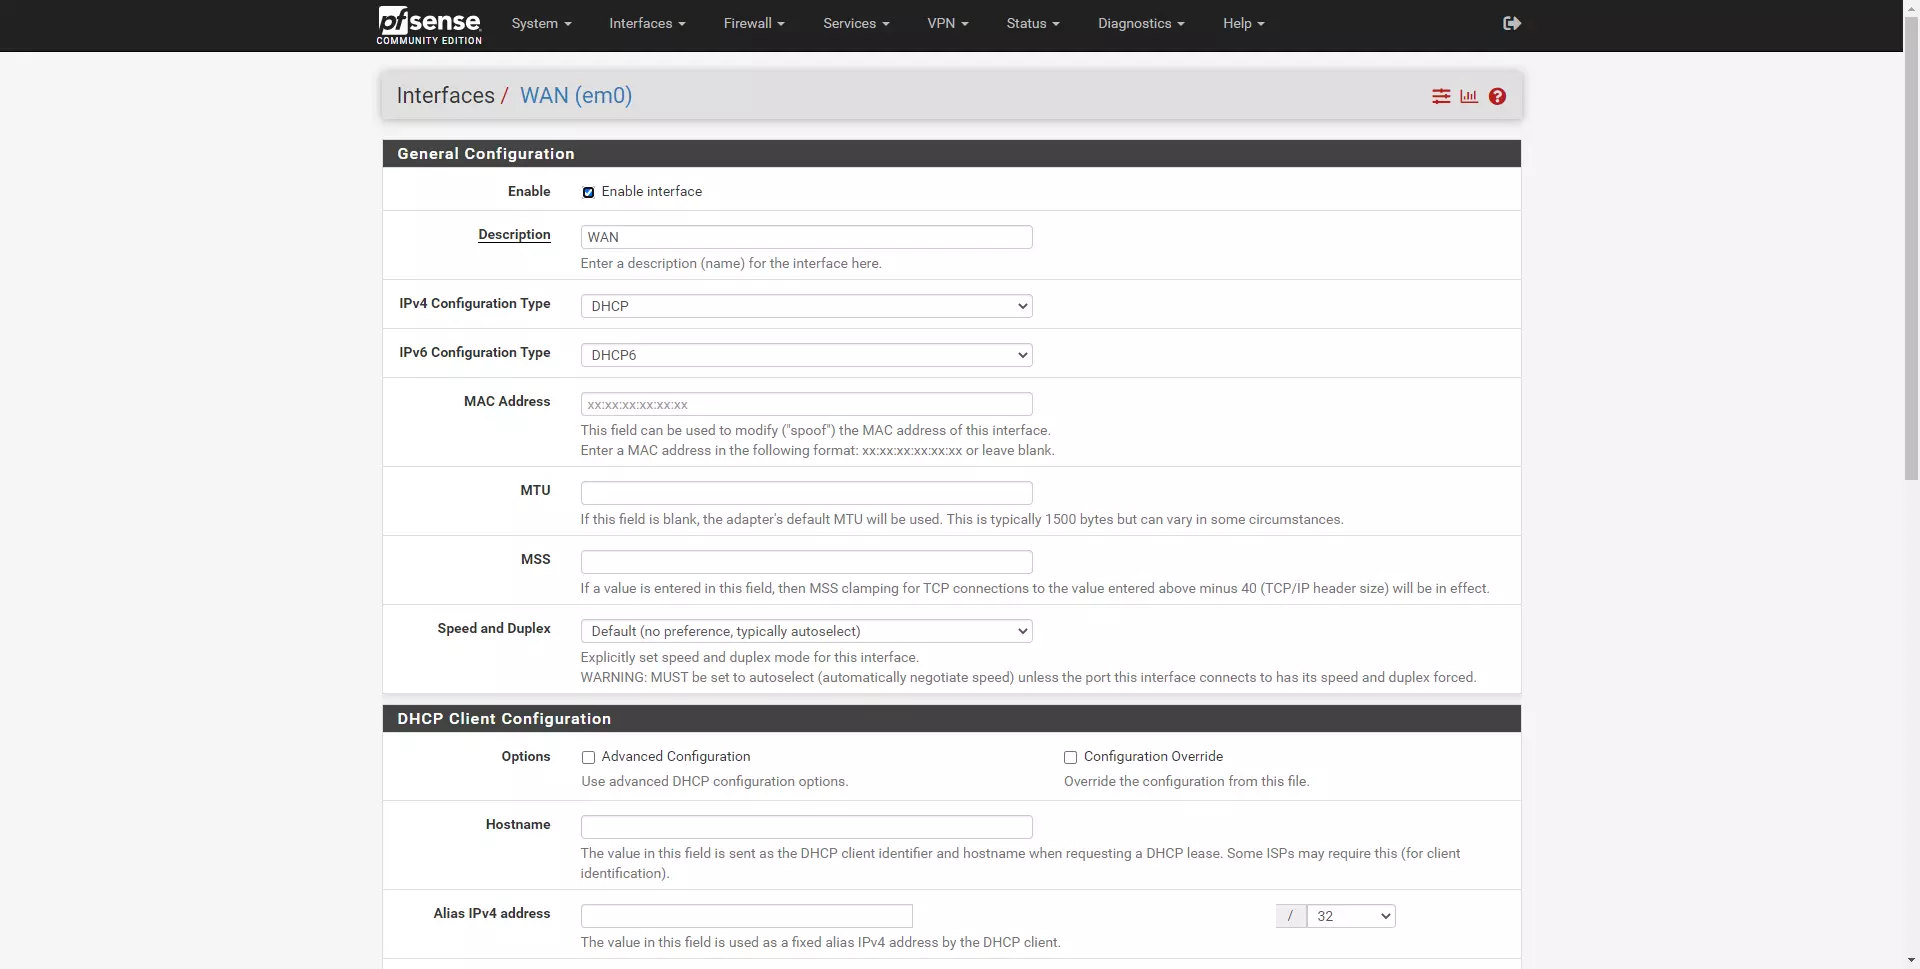 pfsense
COMMUNITY EDITION
System
Interfaces
Firewall
Services
VPN
Status
Diagnostics
Help
Interfaces / WAN (em0)
General Configuration
Enable
Enable interface
Description
WAN
Enter a description (name) for the interface here.
IPv4 Configuration Type
DHCP
IPv6 Configuration Type
DHCP6
MAC Address
xx:xx:xx:xx:xx:xx
This field can be used to modify ("spoof") the MAC address of this interface.
Enter a MAC address in the following format: xx:xx:xx:xx:xx:xx or leave blank.
MTU
If this field is blank, the adapter's default MTU will be used. This is typically 1500 bytes but can vary in some circumstances.
MSS
If a value is entered in this field, then MSS clamping for TCP connections to the value entered above minus 40 (TCP/IP header size) will be in effect.
Speed and Duplex
Default (no preference, typically autoselect)
Explicitly set speed and duplex mode for this interface.
WARNING: MUST be set to autoselect (automatically negotiate speed) unless the port this interface connects to has its speed and duplex forced.
DHCP Client Configuration
Options
Advanced Configuration
Configuration Override
Use advanced DHCP configuration options.
Override the configuration from this file.
Hostname
The value in this field is sent as the DHCP client identifier and hostname when requesting a DHCP lease. Some ISPs may require this (for client
identification).
Alias IPv4 address
/ 32
The value in this field is used as a fixed alias IPv4 address by the DHCP client.